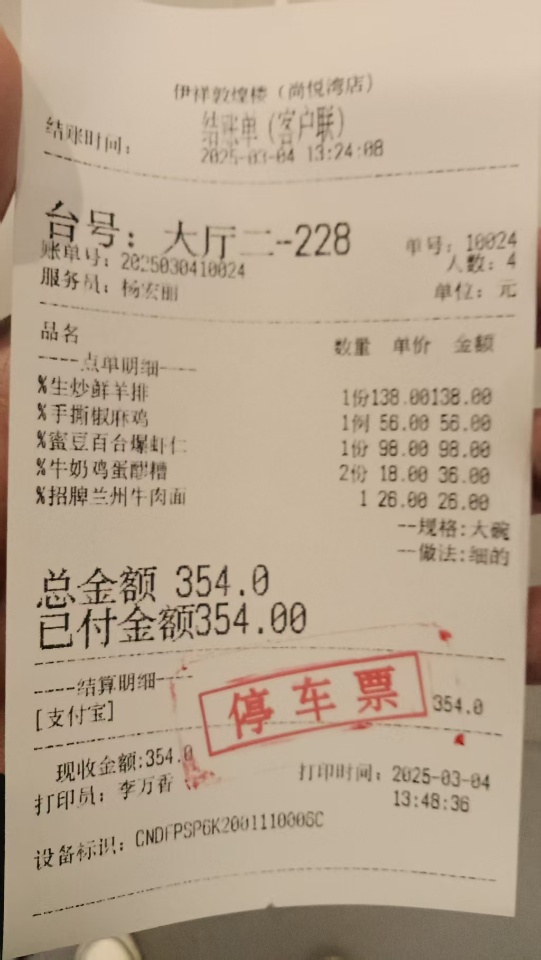 伊祥敦煌楼（尚悦湾店）
结账单（客户联）
结账时间： 2025-03-04 13:24:08
台号：大厅二-228 单号：10024
账单号：2025030410024 人数：4
服务员：杨宏丽 单位：元
品名 数量 单价 金额
----点单明细----
%生炒鲜羊排 1份138.00138.00
%手撕椒麻鸡 1例 56.00 56.00
%蜜豆百合爆虾仁 1份 98.00 98.00
%牛奶鸡蛋醪糟 2份 18.00 36.00
%招牌兰州牛肉面 1 26.00 26.00
--规格:大碗
--做法:细的
总金额 354.0
已付金额354.00
----结算明细----
[支付宝] 354.0
停车票
现收金额:354.0
打印员：李万香 打印时间：2025-03-04
13:48:36
设备标识：CNDFPSP6K2001110006C